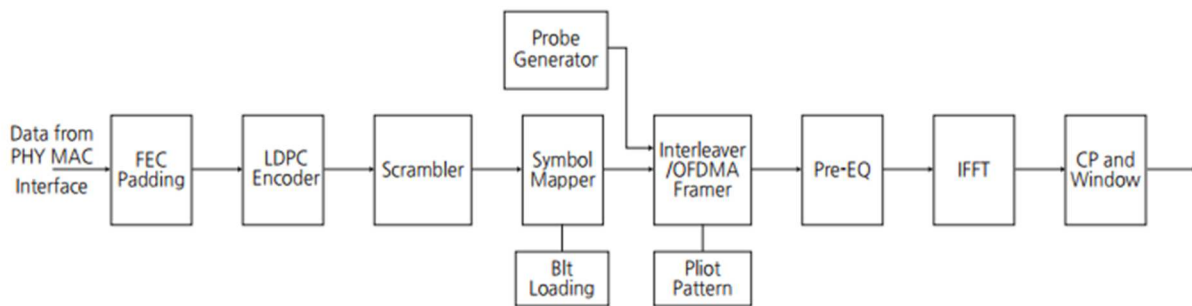 Probe
Generator
Data from
PHY MAC
Interface
FEC
Padding
LDPC
Encoder
Scrambler
Symbol
Mapper
Interleaver
/OFDMA
Framer
Pre-EQ
IFFT
CP and
Window
Blt
Loading
Pliot
Pattern